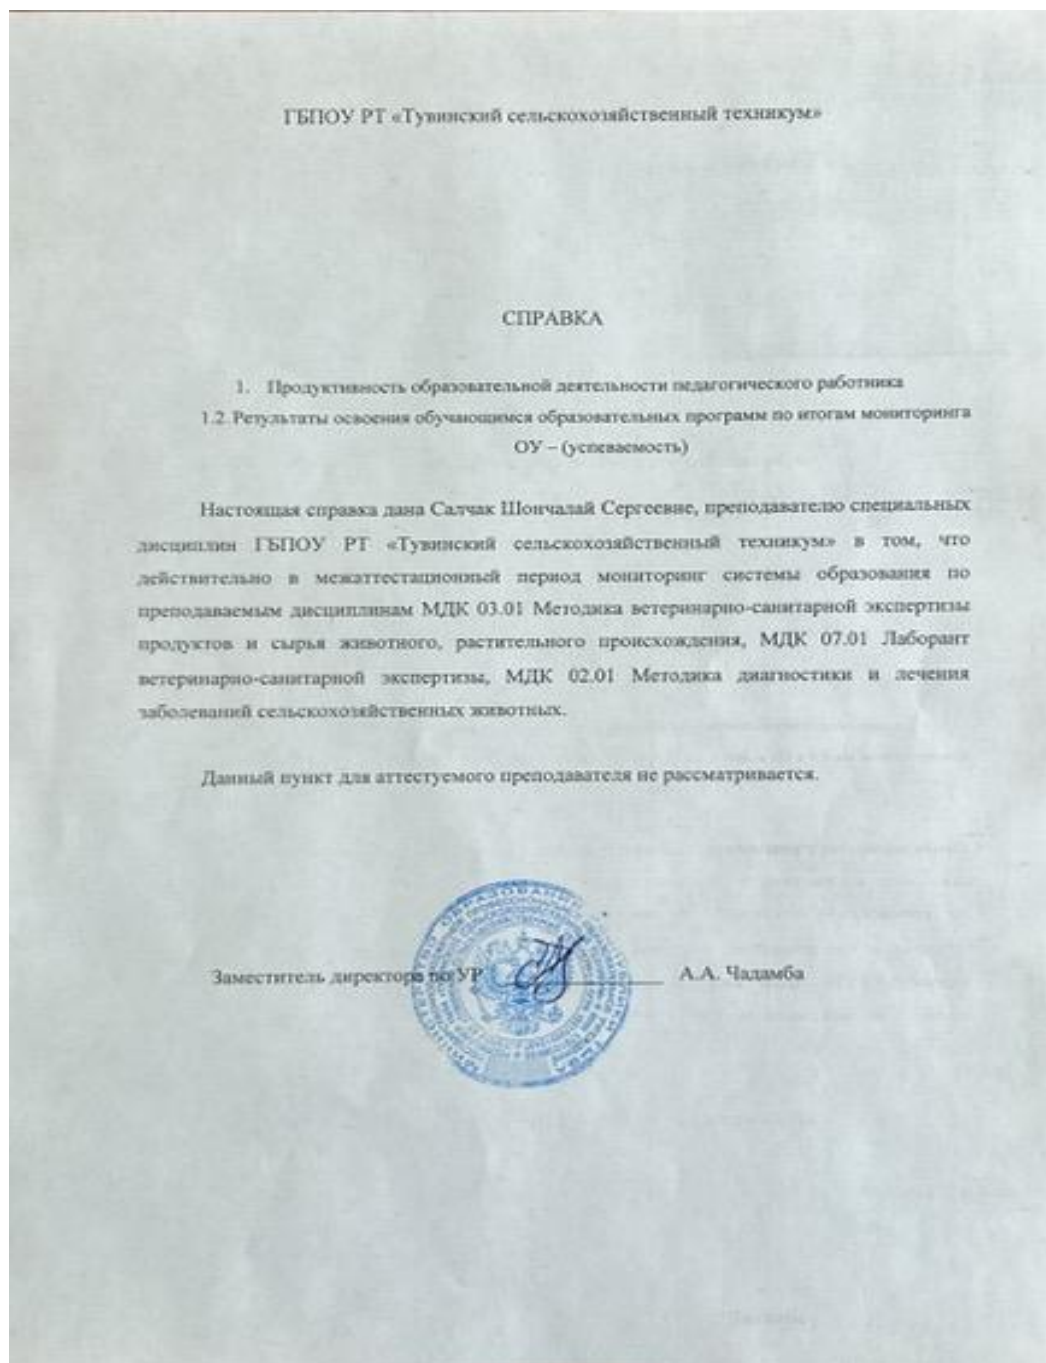 ГБПОУ РТ «Тувинский сельскохозяйственный техникум»
СПРАВКА
1. Продуктивность образовательной деятельности педагогического работника
1.2 Результаты освоения обучающимся образовательных программ по итогам мониторинга
ОУ – (успеваемость)
Настоящая справка дана Салчак Шончалай Сергеевне, преподавателю специальных
дисциплин ГБПОУ РТ «Тувинский сельскохозяйственный техникум» в том, что
действительно в межаттестационный период мониторинг системы образования по
преподаваемым дисциплинам МДК 03.01 Методика ветеринарно-санитарной экспертизы
продуктов и сырья животного, растительного происхождения, МДК 07.01 Лаборант
ветеринарно-санитарной экспертизы, МДК 02.01 Методика диагностики и лечения
заболеваний сельскохозяйственных животных.
Данный пункт для аттестуемого преподавателя не рассматривается.
Заместитель директора по УР А.А. Чадамба